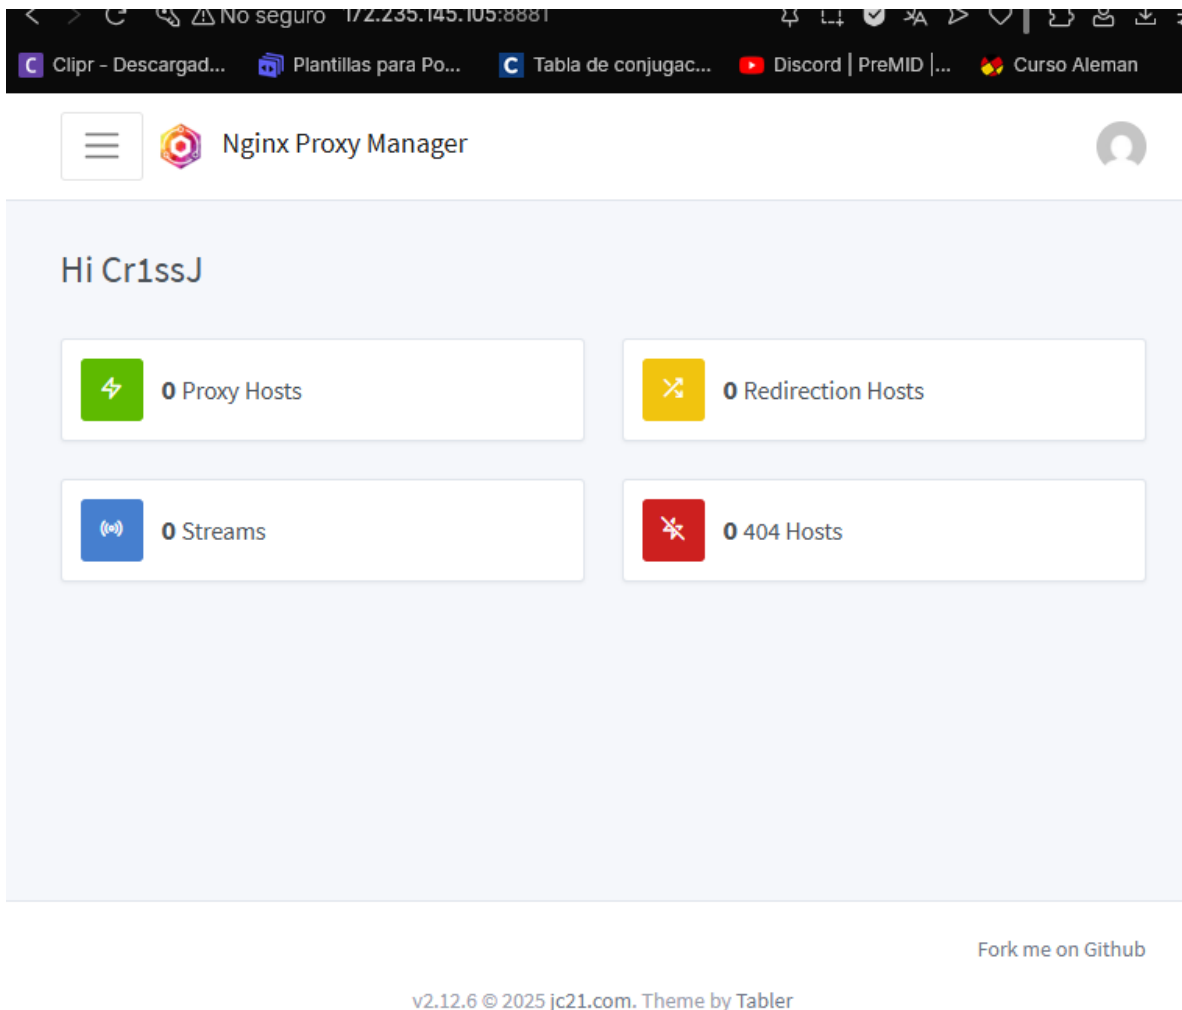 No seguro 172.235.145.105:8881
C Clipr - Descargad... Plantillas para Po... C Tabla de conjugac... Discord | PreMID |... Curso Aleman
Nginx Proxy Manager
Hi Cr1ssJ
0 Proxy Hosts
0 Redirection Hosts
0 Streams
0 404 Hosts
Fork me on Github
v2.12.6 © 2025 jc21.com. Theme by Tabler